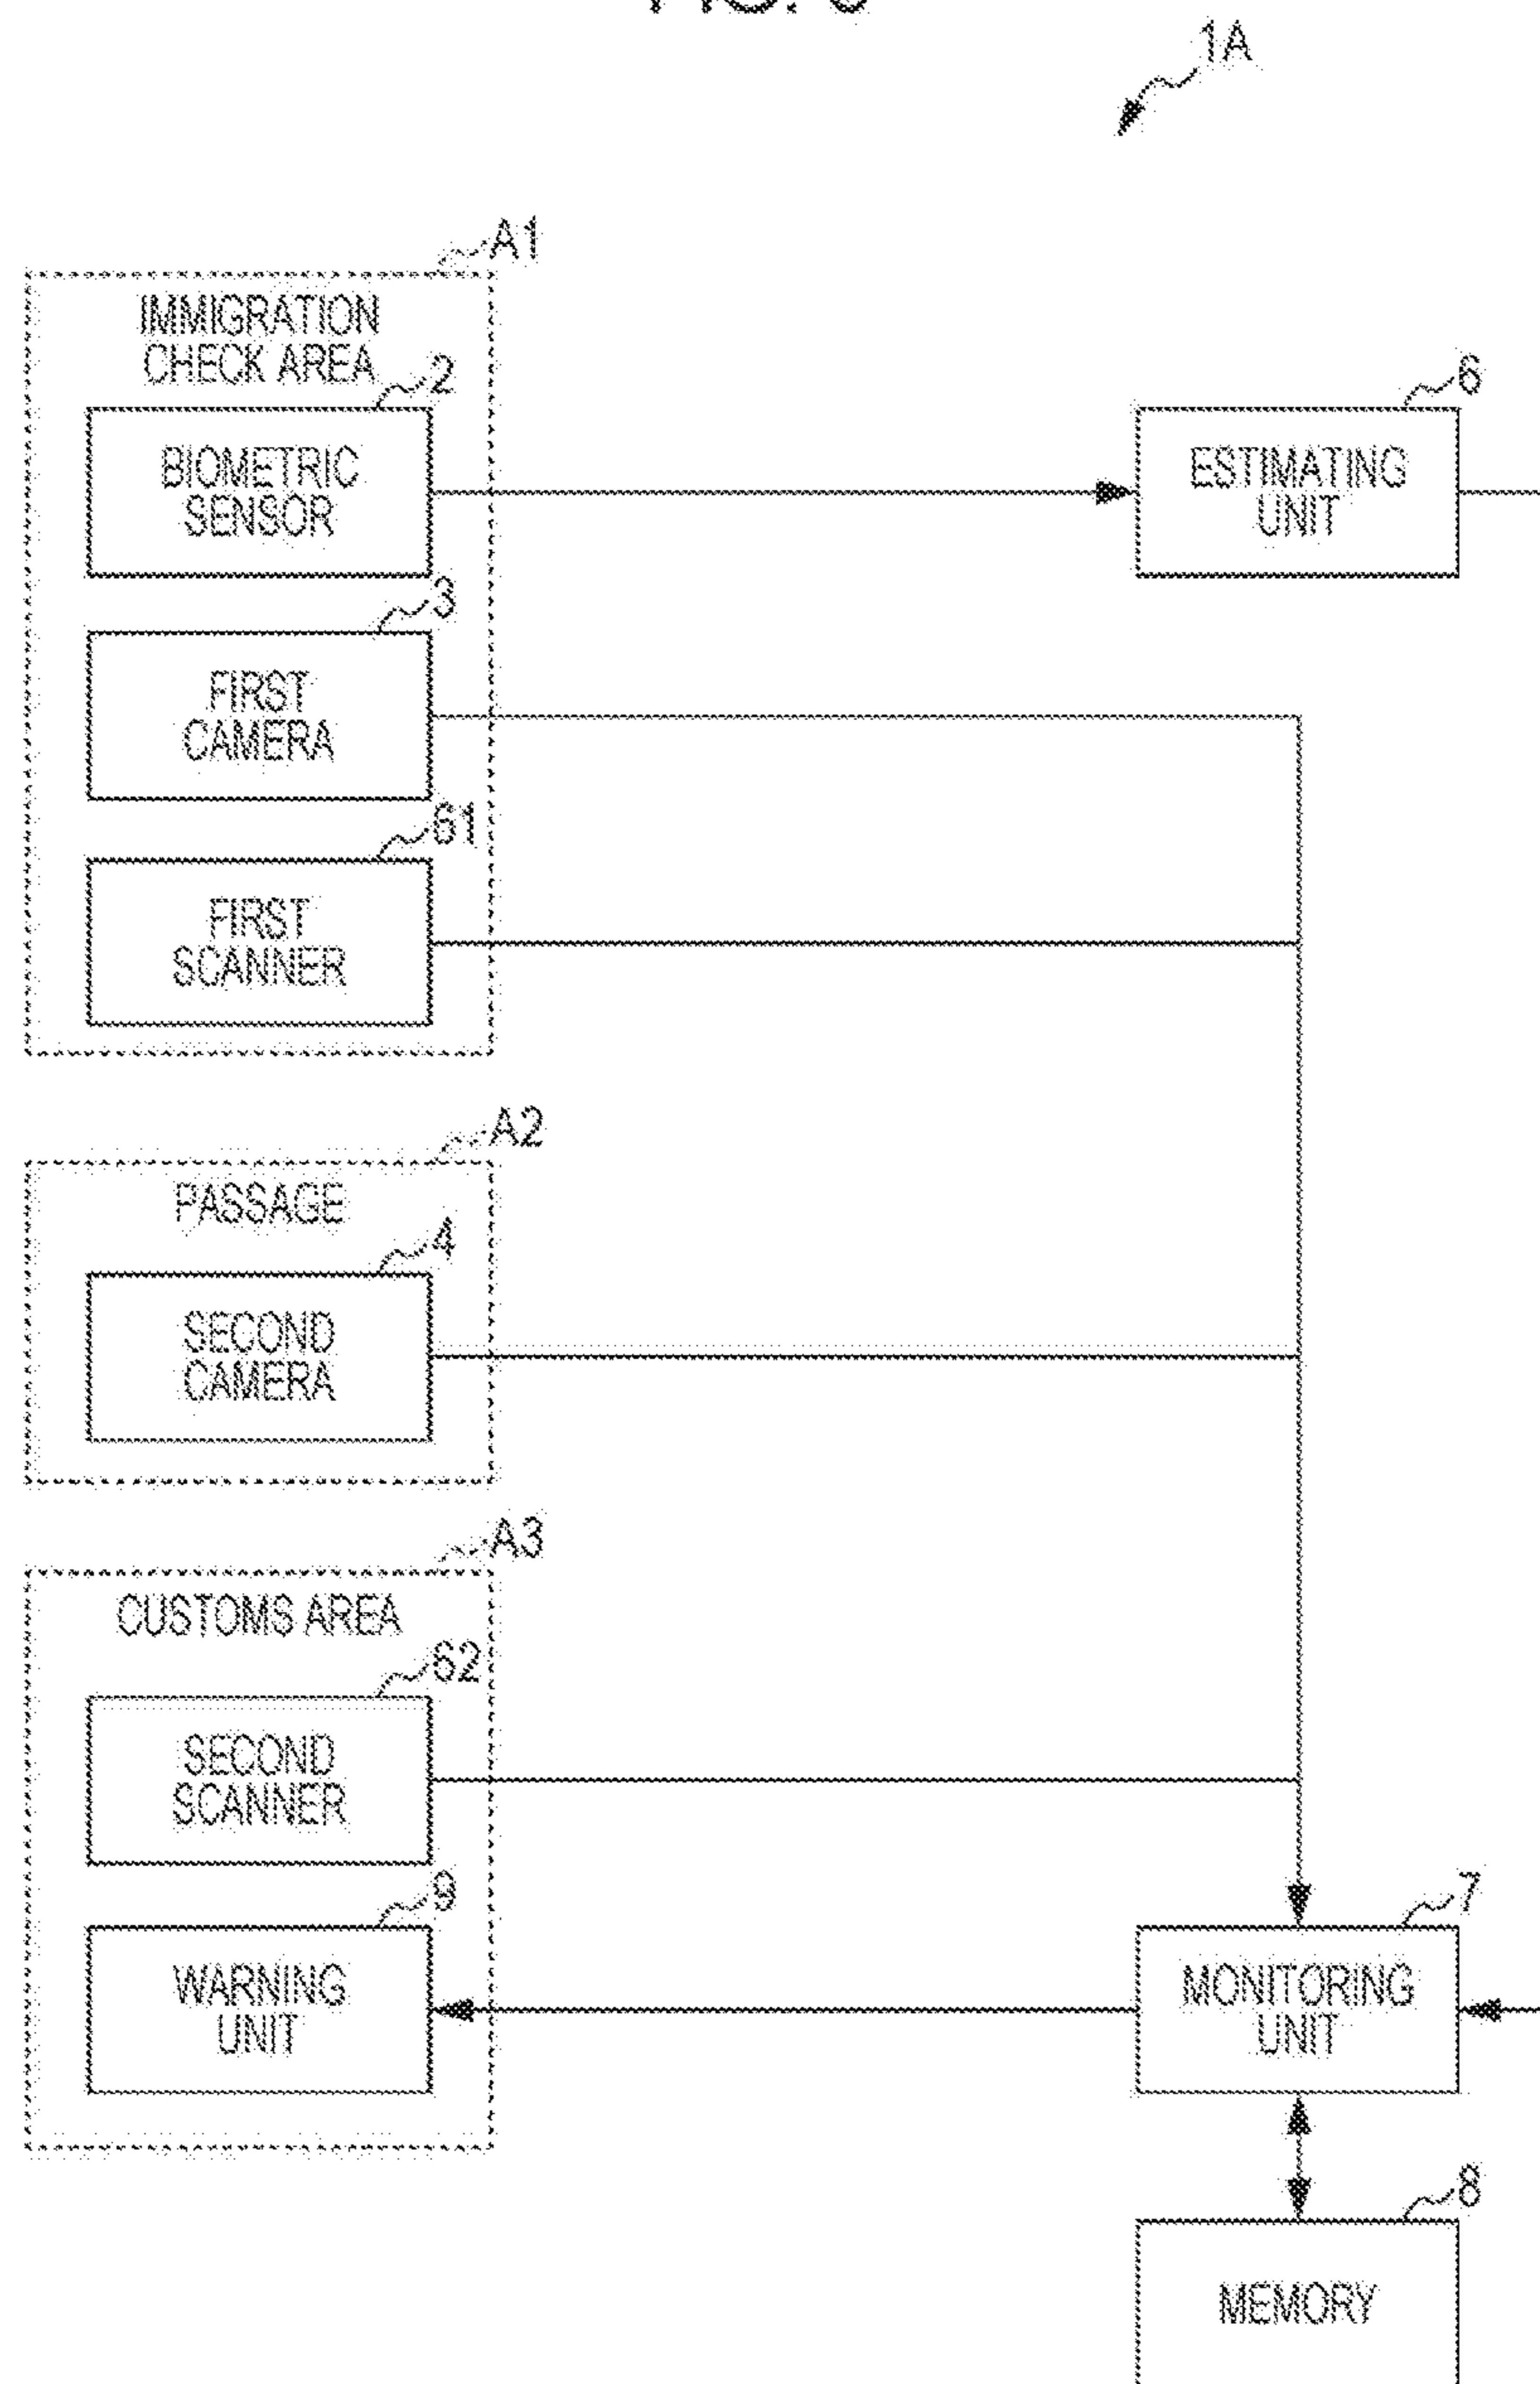 1A
A1
IMMIGRATION
CHECK AREA
2
BIOMETRIC
SENSOR
6
ESTIMATING
UNIT
3
FIRST
CAMERA
61
FIRST
SCANNER
A2
PASSAGE
4
SECOND
CAMERA
A3
CUSTOMS AREA
62
SECOND
SCANNER
9
WARNING
UNIT
7
MONITORING
UNIT
8
MEMORY